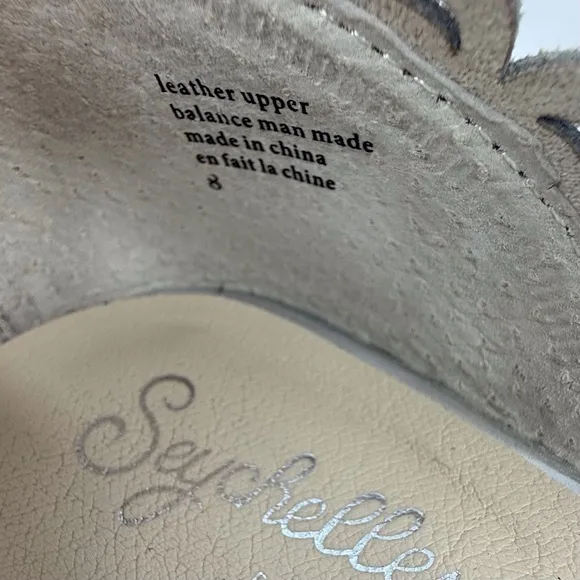 leather upper
balance man made
made in china
en fait la chine
8
Seychelles